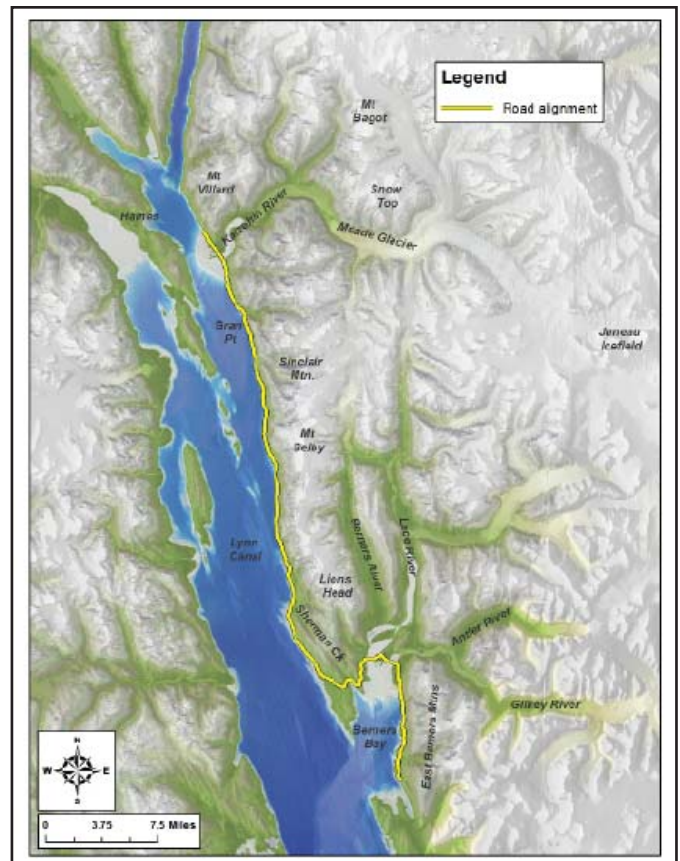 Legend
Road alignment
Mt
Bagot
Mt
Villard
Snow
Top
Haines
Katzehin River
Meade Glacier
Gran
Pt
Juneau
Icefield
Sinclair
Mtn.
Mt
Selby
Lynn
Canal
Berners River
Lace River
Lions
Head
Sherman Ck
Antler River
Gilkey River
East Berners Mtns
Berners
Bay
N
W
E
S
0 3.75 7.5 Miles